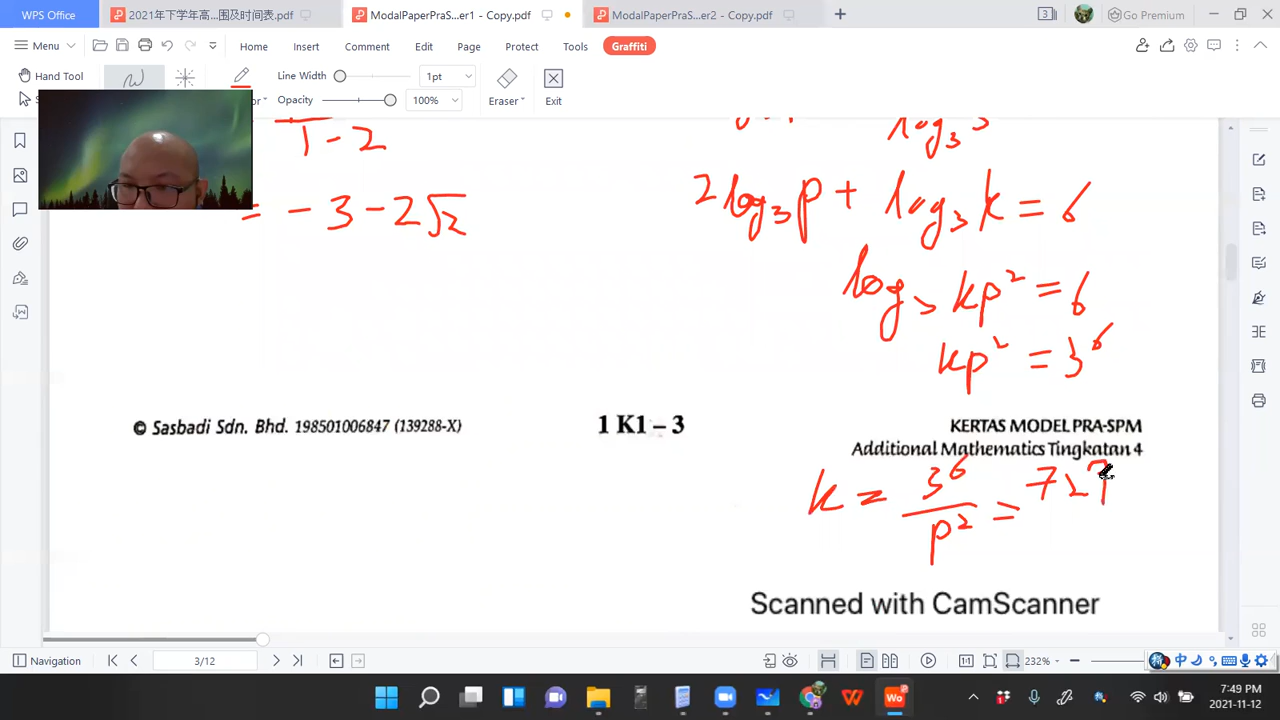 WPS Office
2021年下学年高...围及时间表.pdf
ModalPaperPraS...er1 - Copy.pdf
ModalPaperPraS...er2 - Copy.pdf
3
Go Premium
Menu
Home Insert Comment Edit Page Protect Tools Graffiti
Hand Tool
Line Width 1pt
Opacity 100%
Eraser
Exit
1 - 2
= - 3 - 2√2
log₃3
2log₃p + log₃k = 6
log₃ kp² = 6
kp² = 3⁶
© Sasbadi Sdn. Bhd. 198501006847 (139288-X)
1 K1 – 3
KERTAS MODEL PRA-SPM
Additional Mathematics Tingkatan 4
k = 3⁶/p² = 727
Scanned with CamScanner
Navigation
3/12
232%
中
7:49 PM
2021-11-12